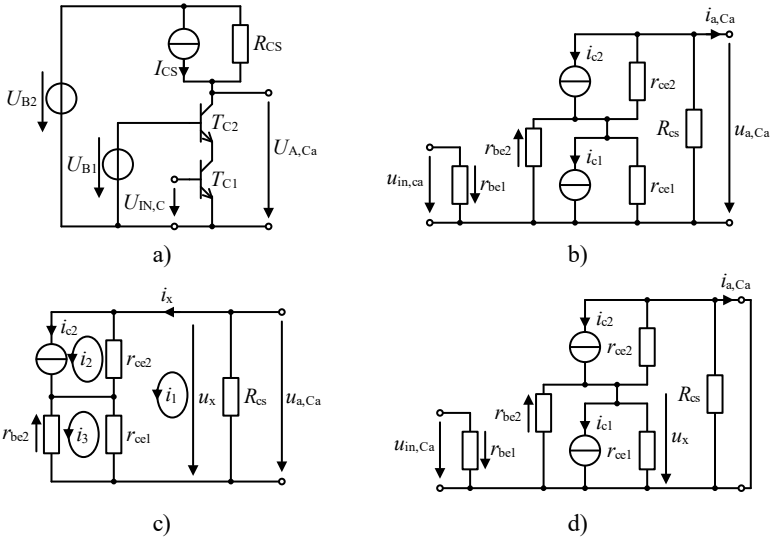 I_CS
R_CS
U_B2
T_C2
U_B1
U_A,Ca
T_C1
U_IN,C
a)
i_a,Ca
i_c2
r_ce2
R_cs
u_a,Ca
r_be2
i_c1
u_in,ca
r_be1
r_ce1
b)
i_x
i_c2
i_2
r_ce2
i_1
u_x
R_cs
u_a,Ca
r_be2
i_3
r_ce1
c)
i_a,Ca
i_c2
r_ce2
R_cs
r_be2
i_c1
u_x
u_in,Ca
r_be1
r_ce1
d)